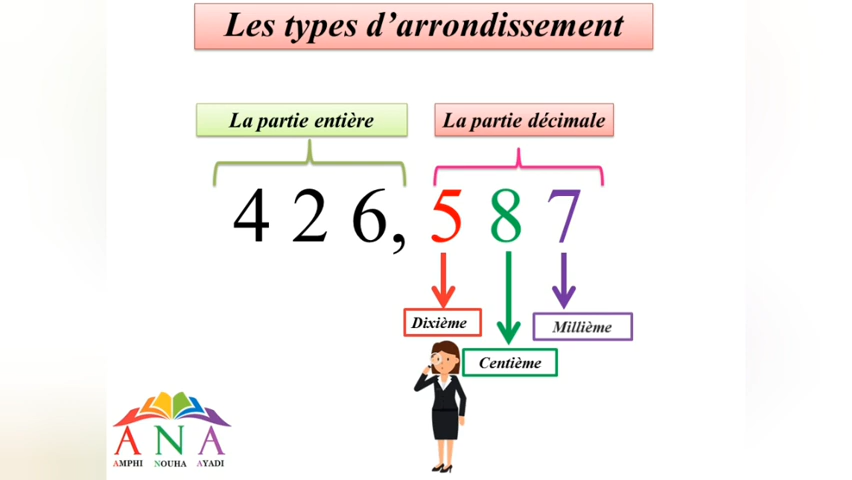 Les types d’arrondissement
La partie entière
La partie décimale
4 2 6, 5 8 7
Dixième
Millième
Centième
A N A
AMPHI NOUHA AYADI